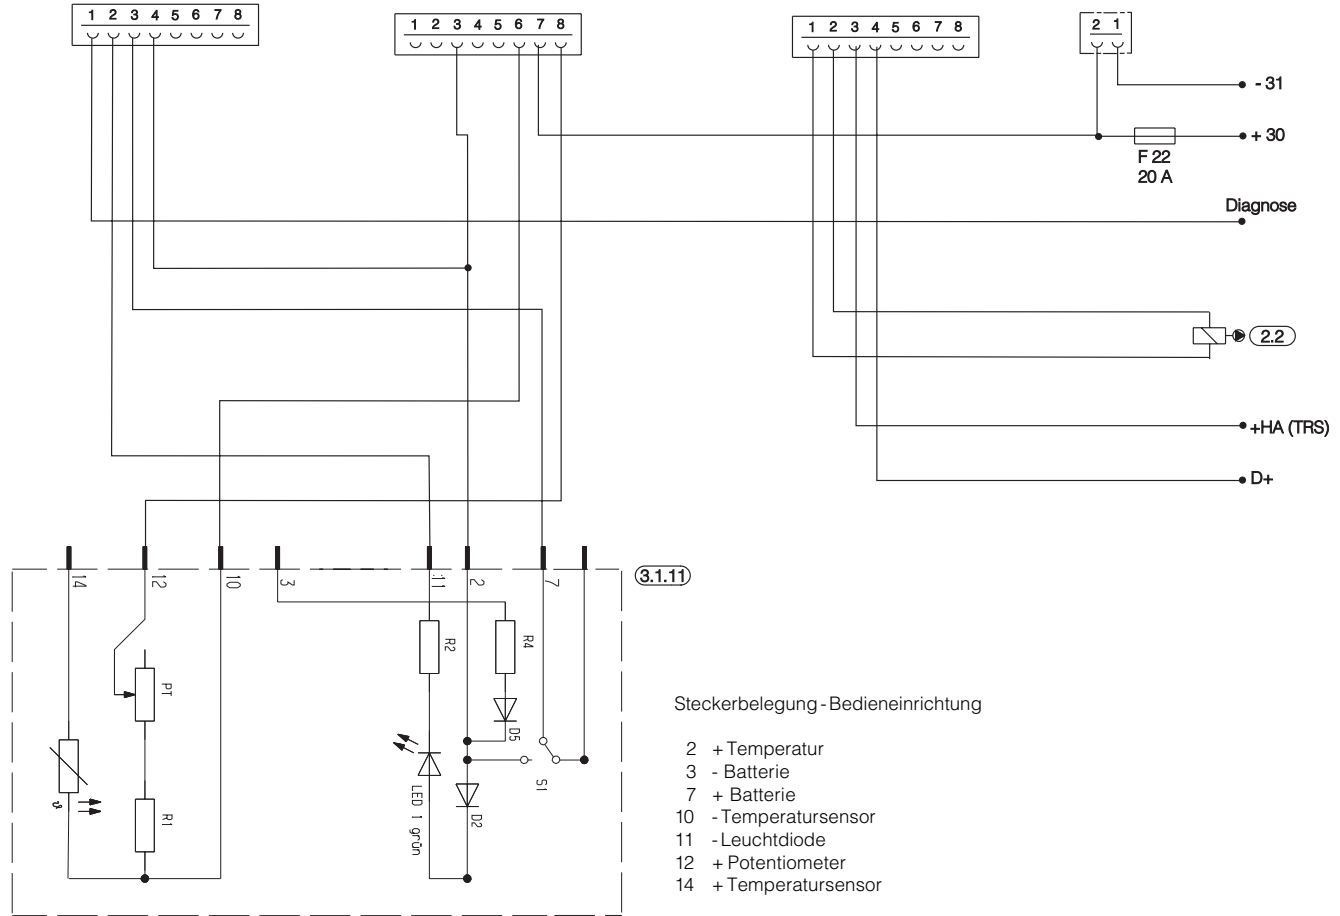 1 2 3 4 5 6 7 8
1 2 3 4 5 6 7 8
1 2 3 4 5 6 7 8
2 1
- 31
+ 30
F 22
20 A
Diagnose
2.2
+HA (TRS)
D+
3.1.11
14
12
10
3
11
2
7
R2
R4
PT
D5
S1
ϑ
R1
LED 1 grün
D2
Steckerbelegung - Bedieneinrichtung
2 + Temperatur
3 - Batterie
7 + Batterie
10 - Temperatursensor
11 - Leuchtdiode
12 + Potentiometer
14 + Temperatursensor